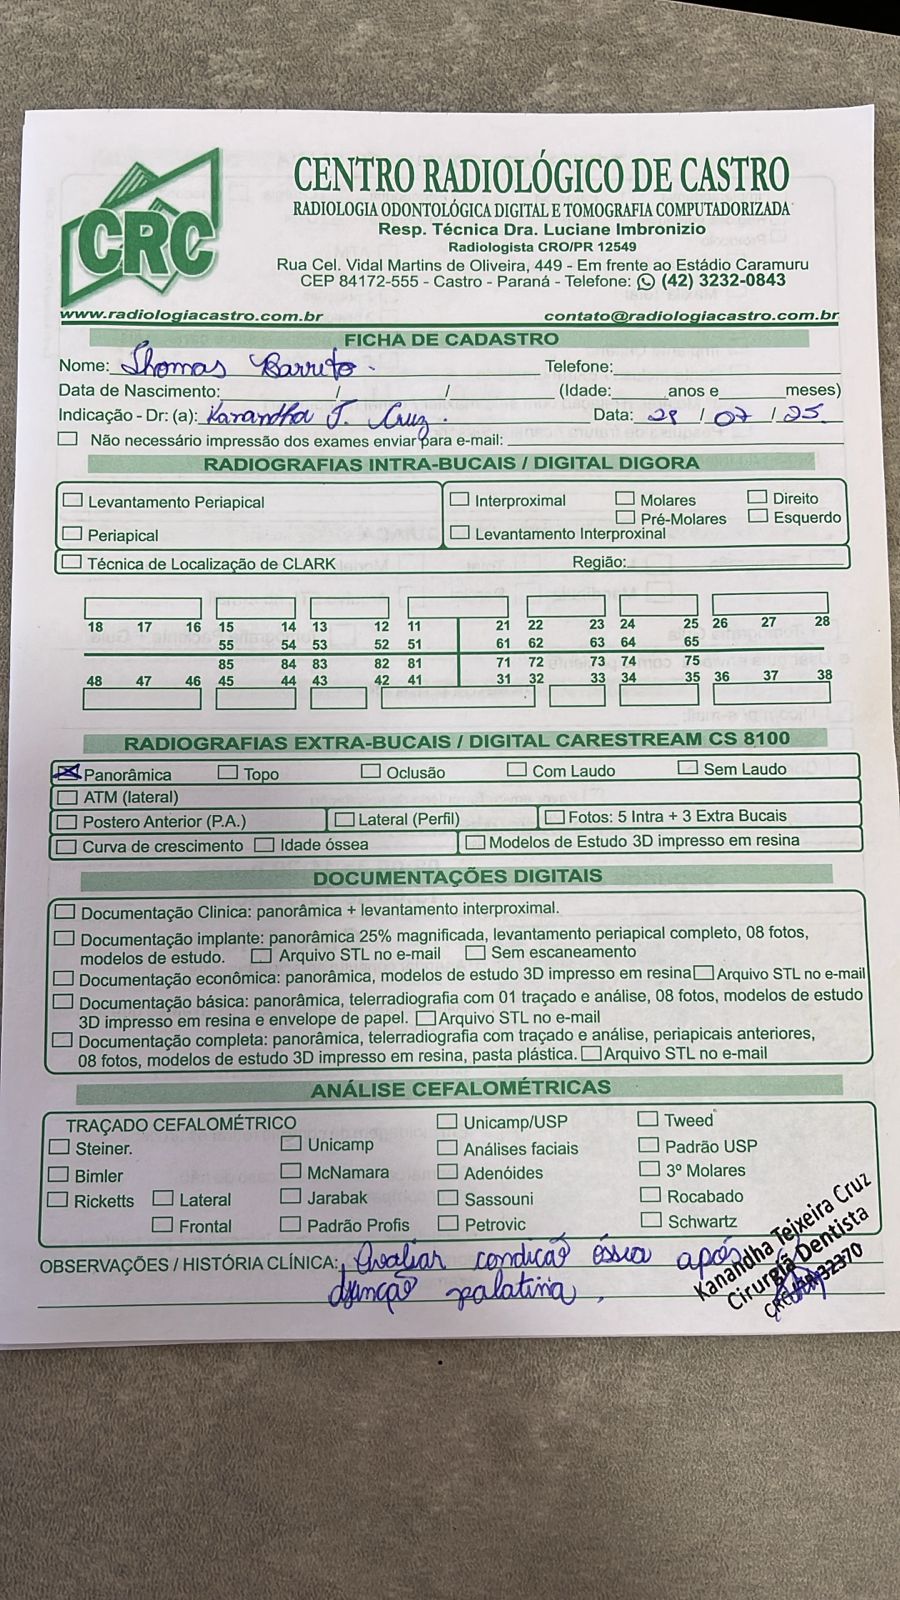 CRC
CENTRO RADIOLÓGICO DE CASTRO
RADIOLOGIA ODONTOLÓGICA DIGITAL E TOMOGRAFIA COMPUTADORIZADA
Resp. Técnica Dra. Luciane Imbronizio
Radiologista CRO/PR 12549
Rua Cel. Vidal Martins de Oliveira, 449 - Em frente ao Estádio Caramuru
CEP 84172-555 - Castro - Paraná - Telefone: (42) 3232-0843
www.radiologiacastro.com.br contato@radiologiacastro.com.br
FICHA DE CADASTRO
Nome: Thomas Barreto. Telefone:
Data de Nascimento: / / (Idade: anos e meses)
Indicação - Dr: (a): Kanandha T. Cruz. Data: 29 / 07 / 25.
Não necessário impressão dos exames enviar para e-mail:
RADIOGRAFIAS INTRA-BUCAIS / DIGITAL DIGORA
Levantamento Periapical Interproximal Molares Direito
Pré-Molares Esquerdo
Periapical Levantamento Interproxinal
Técnica de Localização de CLARK Região:
18 17 16 15 14 13 12 11 21 22 23 24 25 26 27 28
55 54 53 52 51 61 62 63 64 65
85 84 83 82 81 71 72 73 74 75
48 47 46 45 44 43 42 41 31 32 33 34 35 36 37 38
RADIOGRAFIAS EXTRA-BUCAIS / DIGITAL CARESTREAM CS 8100
Panorâmica Topo Oclusão Com Laudo Sem Laudo
ATM (lateral)
Postero Anterior (P.A.) Lateral (Perfil) Fotos: 5 Intra + 3 Extra Bucais
Curva de crescimento Idade óssea Modelos de Estudo 3D impresso em resina
DOCUMENTAÇÕES DIGITAIS
Documentação Clinica: panorâmica + levantamento interproximal.
Documentação implante: panorâmica 25% magnificada, levantamento periapical completo, 08 fotos,
modelos de estudo. Arquivo STL no e-mail Sem escaneamento
Documentação econômica: panorâmica, modelos de estudo 3D impresso em resina Arquivo STL no e-mail
Documentação básica: panorâmica, telerradiografia com 01 traçado e análise, 08 fotos, modelos de estudo
3D impresso em resina e envelope de papel. Arquivo STL no e-mail
Documentação completa: panorâmica, telerradiografia com traçado e análise, periapicais anteriores,
08 fotos, modelos de estudo 3D impresso em resina, pasta plástica. Arquivo STL no e-mail
ANÁLISE CEFALOMÉTRICAS
TRAÇADO CEFALOMÉTRICO Unicamp/USP Tweed
Steiner. Unicamp Análises faciais Padrão USP
Bimler McNamara Adenóides 3º Molares
Ricketts Lateral Jarabak Sassouni Rocabado
Frontal Padrão Profis Petrovic Schwartz
OBSERVAÇÕES / HISTÓRIA CLÍNICA: Avaliar condição óssea após
disjunção palatina.
Kanandha Teixeira Cruz
Cirurgiã Dentista
CRO/PR 32370